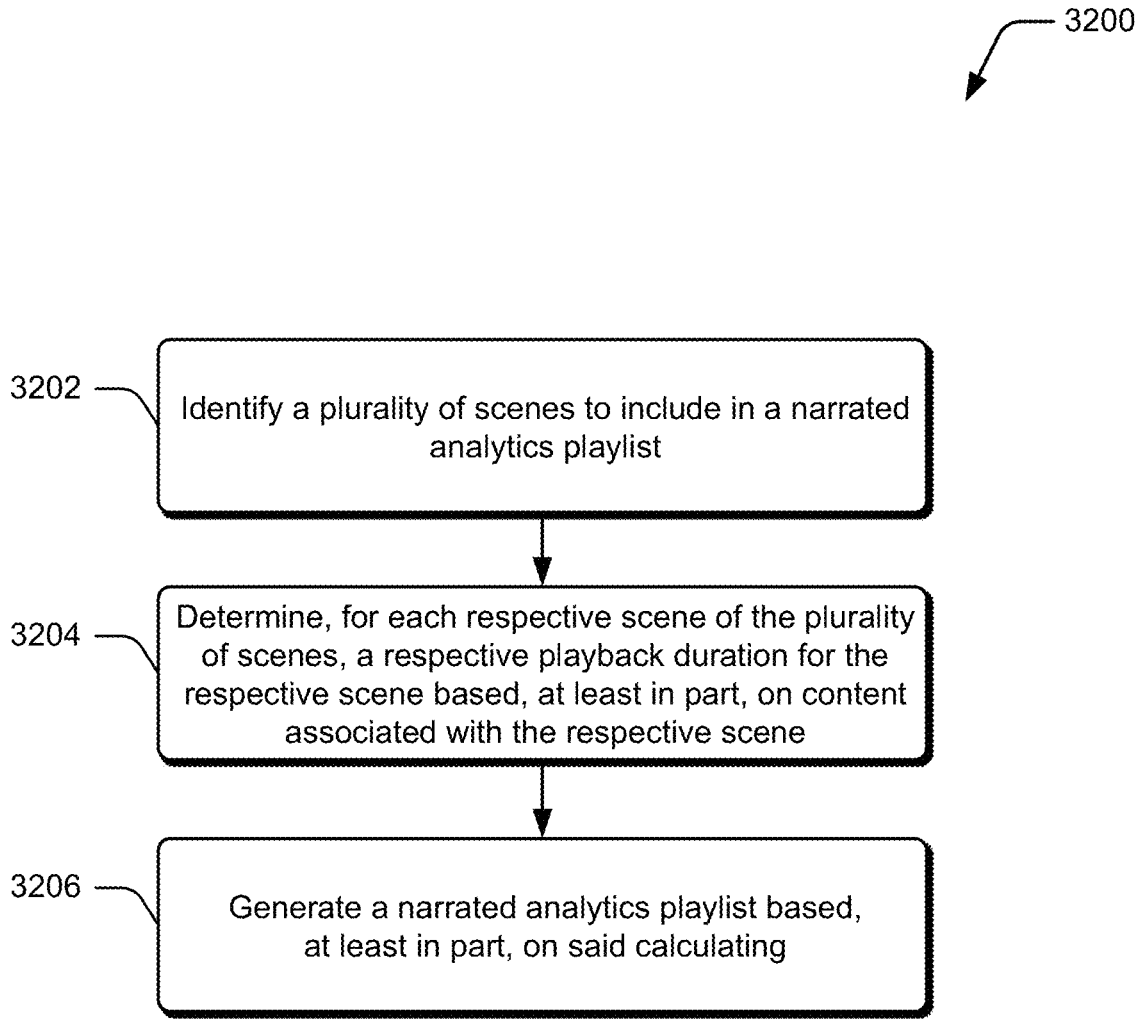 3200
3202
Identify a plurality of scenes to include in a narrated
analytics playlist
3204
Determine, for each respective scene of the plurality
of scenes, a respective playback duration for the
respective scene based, at least in part, on content
associated with the respective scene
3206
Generate a narrated analytics playlist based,
at least in part, on said calculating